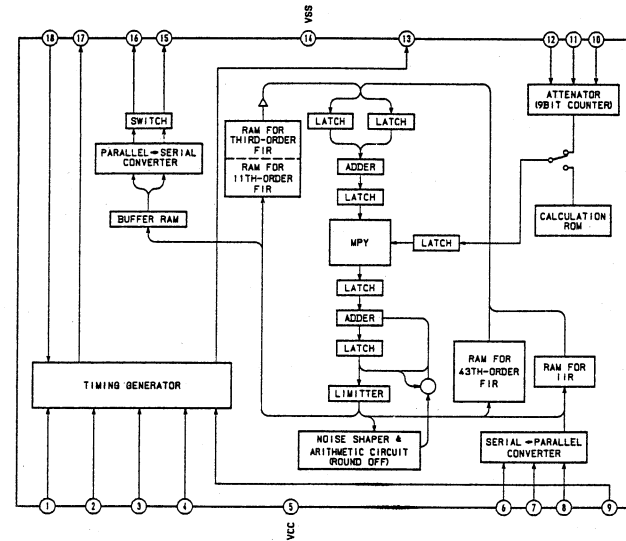 VSS
18 17 16 15 14 13 12 11 10
ATTENATOR
(9BIT COUNTER)
SWITCH
PARALLEL→SERIAL
CONVERTER
BUFFER RAM
RAM FOR
THIRD-ORDER
FIR
RAM FOR
11TH-ORDER
FIR
LATCH LATCH
ADDER
LATCH
MPY
LATCH
CALCULATION
ROM
LATCH
ADDER
LATCH
LIMITTER
RAM FOR
43TH-ORDER
FIR
RAM FOR
IIR
TIMING GENERATOR
NOISE SHAPER &
ARITHMETIC CIRCUIT
(ROUND OFF)
SERIAL→PARALLEL
CONVERTER
1 2 3 4 5 6 7 8 9
VCC